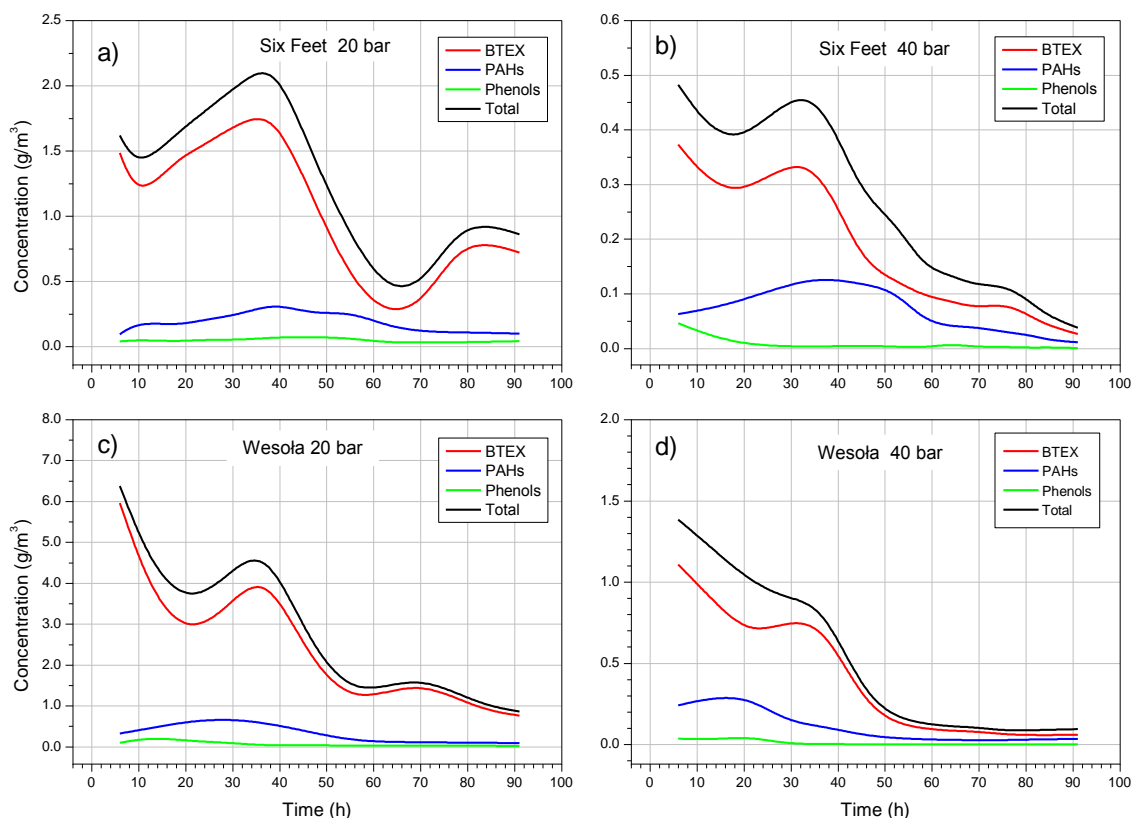 a)
Six Feet 20 bar
BTEX
PAHs
Phenols
Total
2.5
2.0
1.5
1.0
0.5
0.0
Concentration (g/m³)
0 10 20 30 40 50 60 70 80 90 100
b)
Six Feet 40 bar
BTEX
PAHs
Phenols
Total
0.6
0.5
0.4
0.3
0.2
0.1
0.0
0 10 20 30 40 50 60 70 80 90 100
c)
Wesoła 20 bar
BTEX
PAHs
Phenols
Total
8.0
7.0
6.0
5.0
4.0
3.0
2.0
1.0
0.0
Concentration (g/m³)
0 10 20 30 40 50 60 70 80 90 100
Time (h)
d)
Wesoła 40 bar
BTEX
PAHs
Phenols
Total
2.0
1.5
1.0
0.5
0.0
0 10 20 30 40 50 60 70 80 90 100
Time (h)